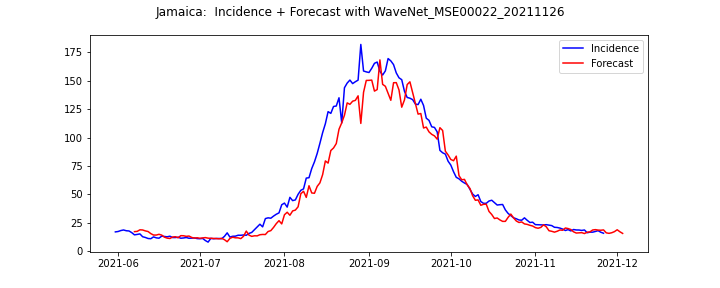 Jamaica:  Incidence + Forecast with WaveNet_MSE00022_20211126
Incidence
Forecast
175
150
125
100
75
50
25
0
2021-06 2021-07 2021-08 2021-09 2021-10 2021-11 2021-12